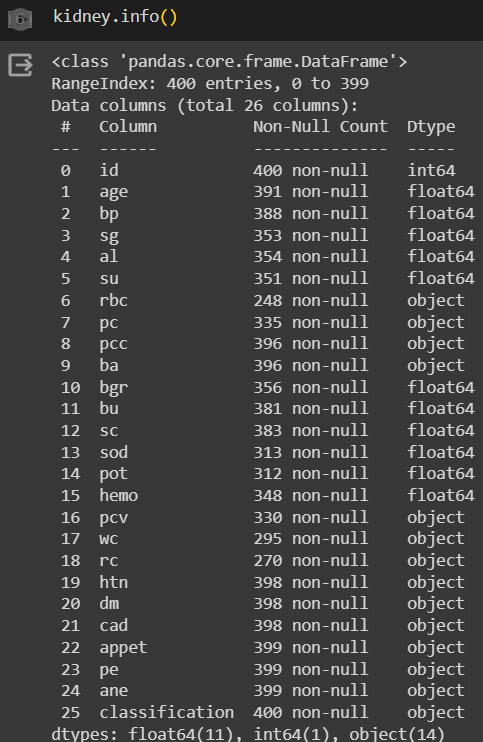 [6] kidney.info()
<class 'pandas.core.frame.DataFrame'>
RangeIndex: 400 entries, 0 to 399
Data columns (total 26 columns):
 #   Column          Non-Null Count  Dtype
---  ------          --------------  -----
 0   id              400 non-null    int64
 1   age             391 non-null    float64
 2   bp              388 non-null    float64
 3   sg              353 non-null    float64
 4   al              354 non-null    float64
 5   su              351 non-null    float64
 6   rbc             248 non-null    object
 7   pc              335 non-null    object
 8   pcc             396 non-null    object
 9   ba              396 non-null    object
 10  bgr             356 non-null    float64
 11  bu              381 non-null    float64
 12  sc              383 non-null    float64
 13  sod             313 non-null    float64
 14  pot             312 non-null    float64
 15  hemo            348 non-null    float64
 16  pcv             330 non-null    object
 17  wc              295 non-null    object
 18  rc              270 non-null    object
 19  htn             398 non-null    object
 20  dm              398 non-null    object
 21  cad             398 non-null    object
 22  appet           399 non-null    object
 23  pe              399 non-null    object
 24  ane             399 non-null    object
 25  classification  400 non-null    object
dtypes: float64(11), int64(1), object(14)